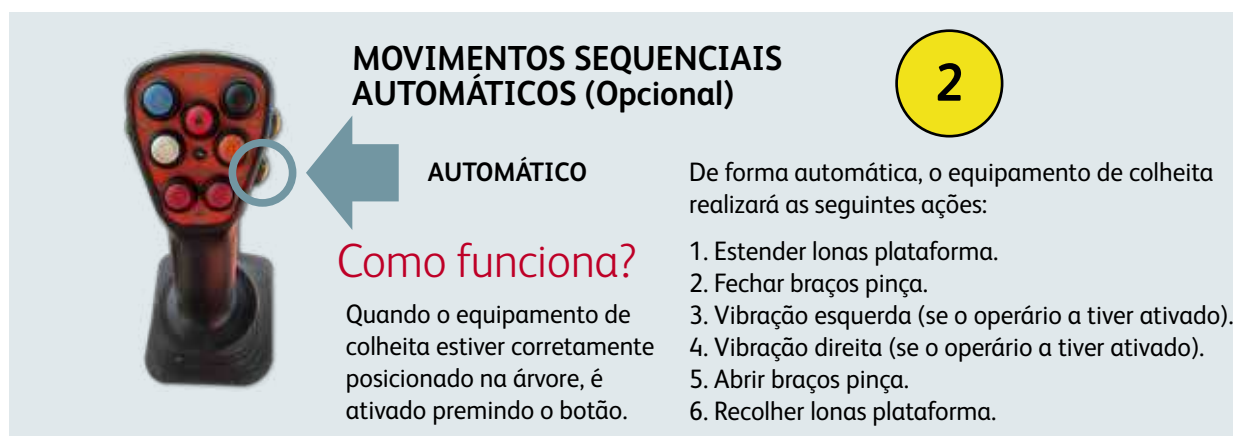 MOVIMENTOS SEQUENCIAIS
AUTOMÁTICOS (Opcional)
2
AUTOMÁTICO
Como funciona?
Quando o equipamento de
colheita estiver corretamente
posicionado na árvore, é
ativado premindo o botão.
De forma automática, o equipamento de colheita
realizará as seguintes ações:
1. Estender lonas plataforma.
2. Fechar braços pinça.
3. Vibração esquerda (se o operário a tiver ativado).
4. Vibração direita (se o operário a tiver ativado).
5. Abrir braços pinça.
6. Recolher lonas plataforma.